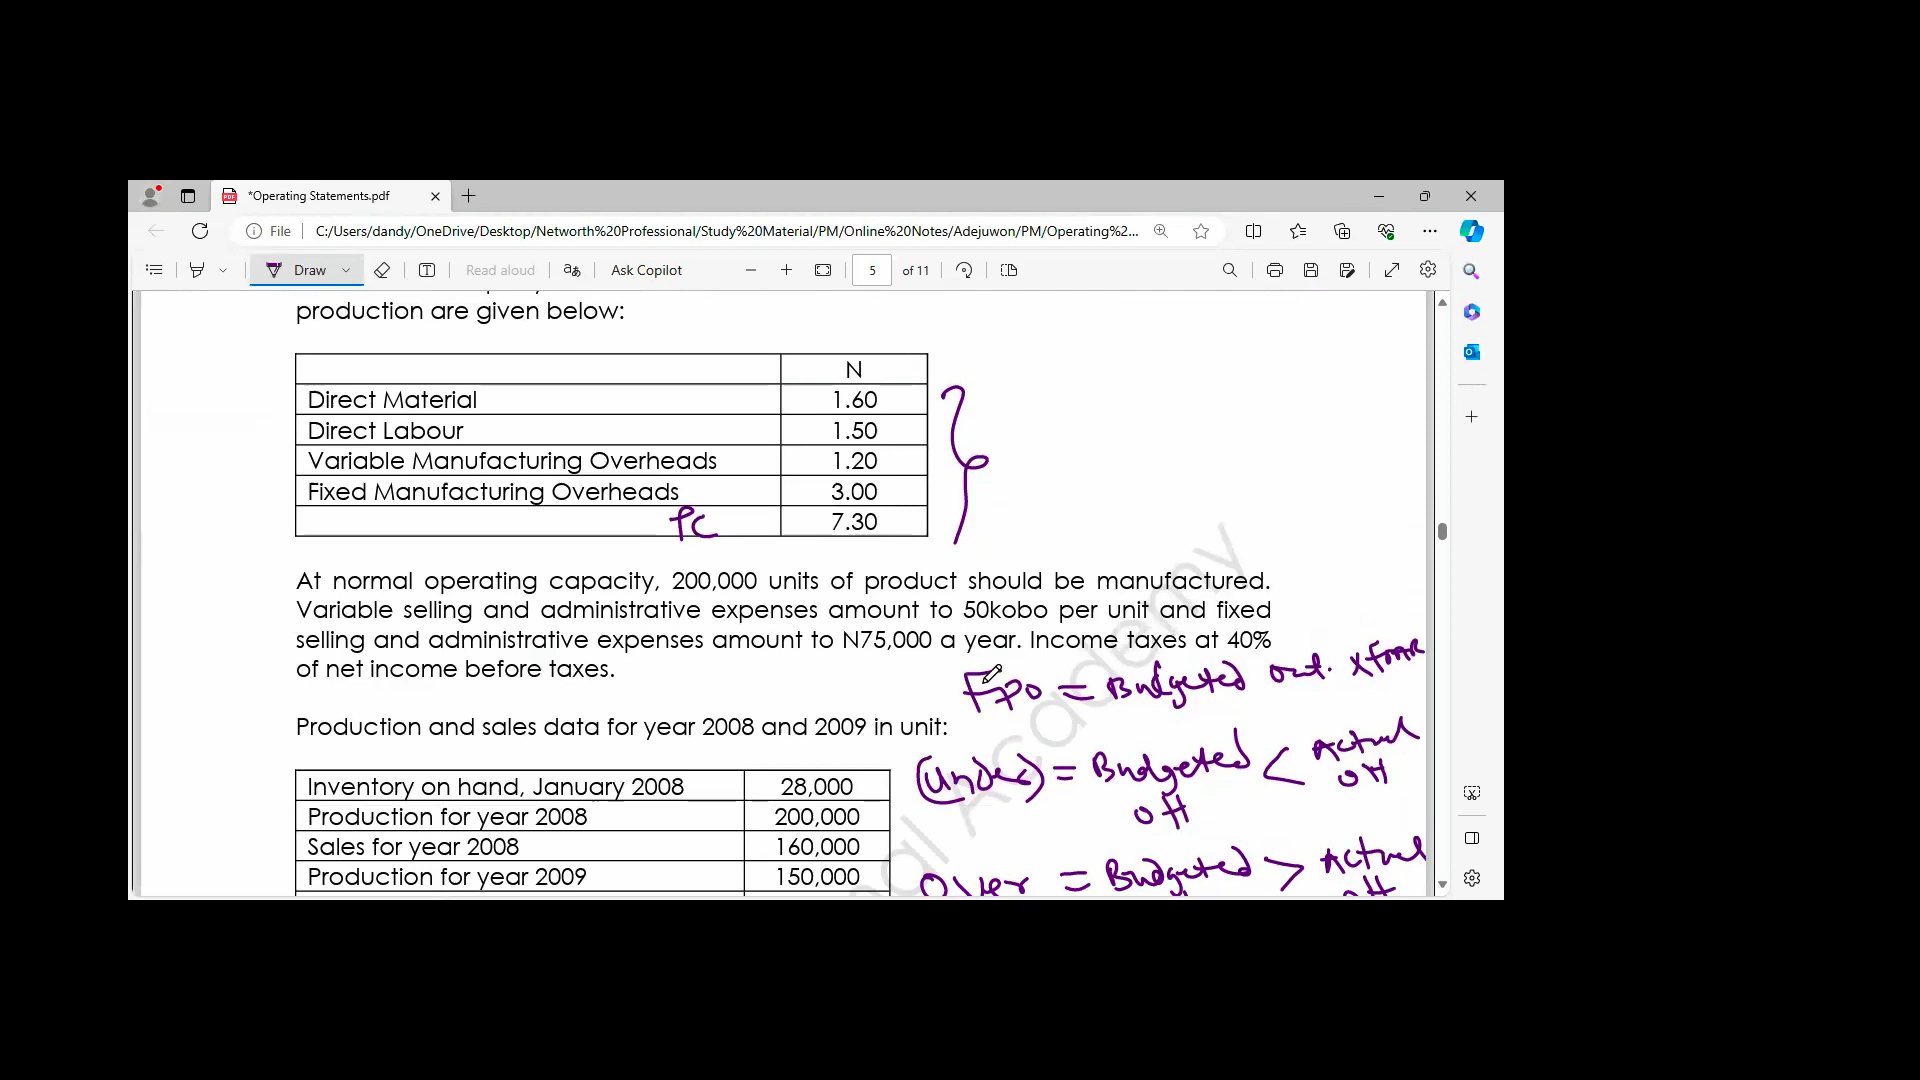 *Operating Statements.pdf
File
C:/Users/dandy/OneDrive/Desktop/Networth%20Professional/Study%20Material/PM/Online%20Notes/Adejuwon/PM/Operating%2...
Draw
Read aloud
Ask Copilot
5 of 11
production are given below:
N
Direct Material 1.60
Direct Labour 1.50
Variable Manufacturing Overheads 1.20
Fixed Manufacturing Overheads 3.00
PC 7.30
At normal operating capacity, 200,000 units of product should be manufactured.
Variable selling and administrative expenses amount to 50kobo per unit and fixed
selling and administrative expenses amount to N75,000 a year. Income taxes at 40%
of net income before taxes.
FPO = Budgeted out. X FOAR
Production and sales data for year 2008 and 2009 in unit:
(Under) = Budgeted < Actual
Inventory on hand, January 2008 28,000
Production for year 2008 200,000
Sales for year 2008 160,000
Production for year 2009 150,000
Over = Budgeted > Actual
nal Academy